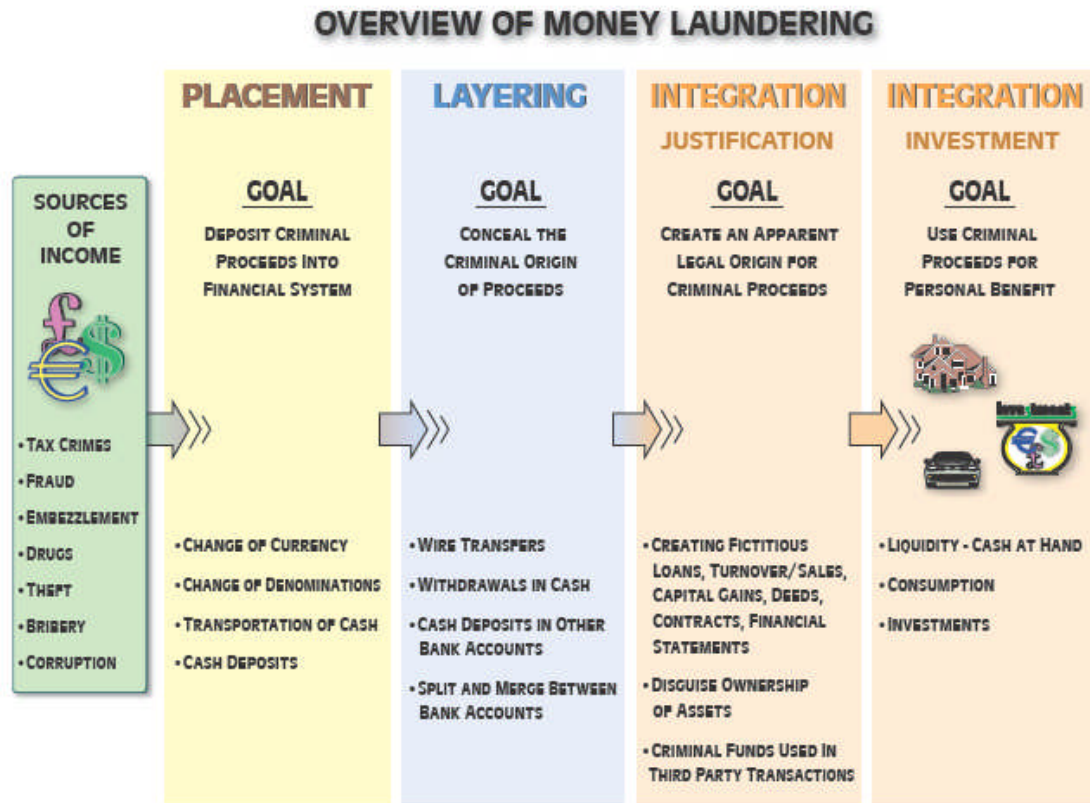 OVERVIEW OF MONEY LAUNDERING
SOURCES
OF
INCOME
£
$
€
• TAX CRIMES
• FRAUD
• EMBEZZLEMENT
• DRUGS
• THEFT
• BRIBERY
• CORRUPTION
PLACEMENT
GOAL
DEPOSIT CRIMINAL
PROCEEDS INTO
FINANCIAL SYSTEM
• CHANGE OF CURRENCY
• CHANGE OF DENOMINATIONS
• TRANSPORTATION OF CASH
• CASH DEPOSITS
LAYERING
GOAL
CONCEAL THE
CRIMINAL ORIGIN
OF PROCEEDS
• WIRE TRANSFERS
• WITHDRAWALS IN CASH
• CASH DEPOSITS IN OTHER
BANK ACCOUNTS
• SPLIT AND MERGE BETWEEN
BANK ACCOUNTS
INTEGRATION
JUSTIFICATION
GOAL
CREATE AN APPARENT
LEGAL ORIGIN FOR
CRIMINAL PROCEEDS
• CREATING FICTITIOUS
LOANS, TURNOVER/SALES,
CAPITAL GAINS, DEEDS,
CONTRACTS, FINANCIAL
STATEMENTS
• DISGUISE OWNERSHIP
OF ASSETS
• CRIMINAL FUNDS USED IN
THIRD PARTY TRANSACTIONS
INTEGRATION
INVESTMENT
GOAL
USE CRIMINAL
PROCEEDS FOR
PERSONAL BENEFIT
Investments
€ $
£
• LIQUIDITY - CASH AT HAND
• CONSUMPTION
• INVESTMENTS